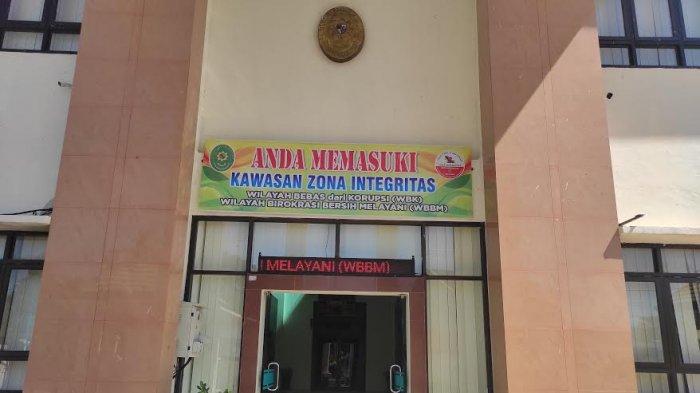 ANDA MEMASUKI
KAWASAN ZONA INTEGRITAS
WILAYAH BEBAS dari KORUPSI (WBK)
WILAYAH BIROKRASI BERSIH MELAYANI (WBBM)
MELAYANI (WBBM)